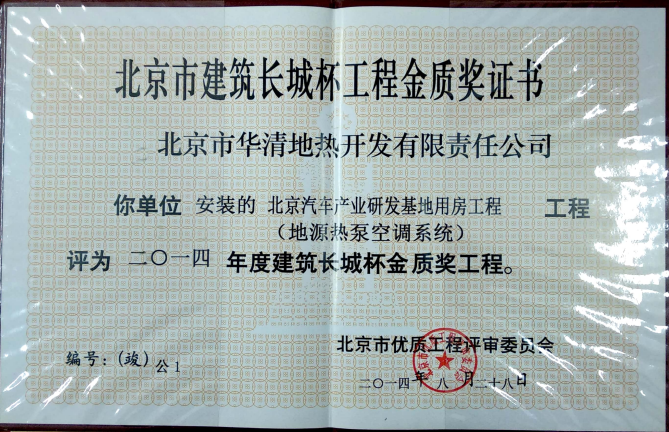 北京市建筑长城杯工程金质奖证书
北京市华清地热开发有限责任公司
你单位 安装的 北京汽车产业研发基地用房工程 工程
（地源热泵空调系统）
评为 二〇一四 年度建筑长城杯金质奖工程。
北京市优质工程评审委员会
编号：(竣)公1
二〇一四年 八 月二十八日